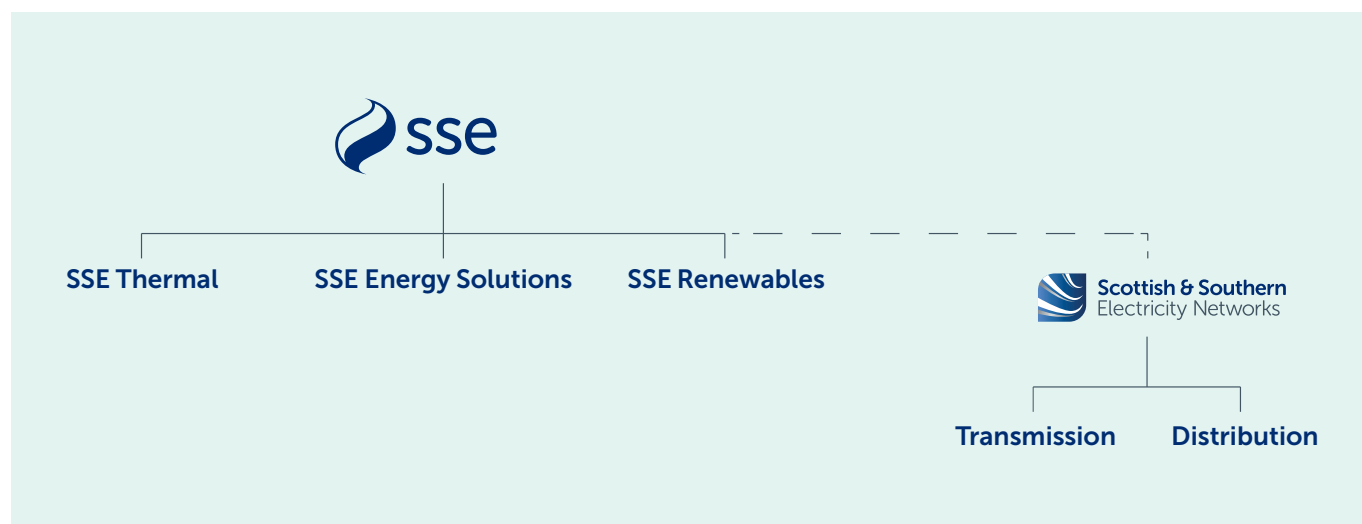 sse
SSE Thermal
SSE Energy Solutions
SSE Renewables
Scottish & Southern
Electricity Networks
Transmission
Distribution